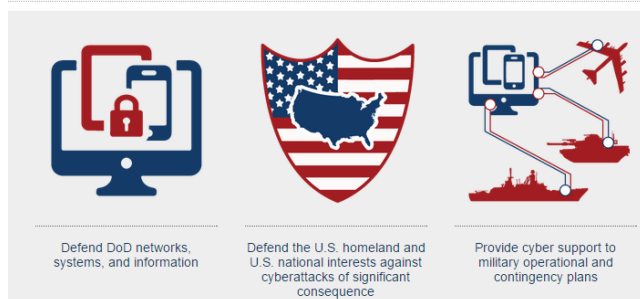 Defend DoD networks,
systems, and information
Defend the U.S. homeland and
U.S. national interests against
cyberattacks of significant
consequence
Provide cyber support to
military operational and
contingency plans